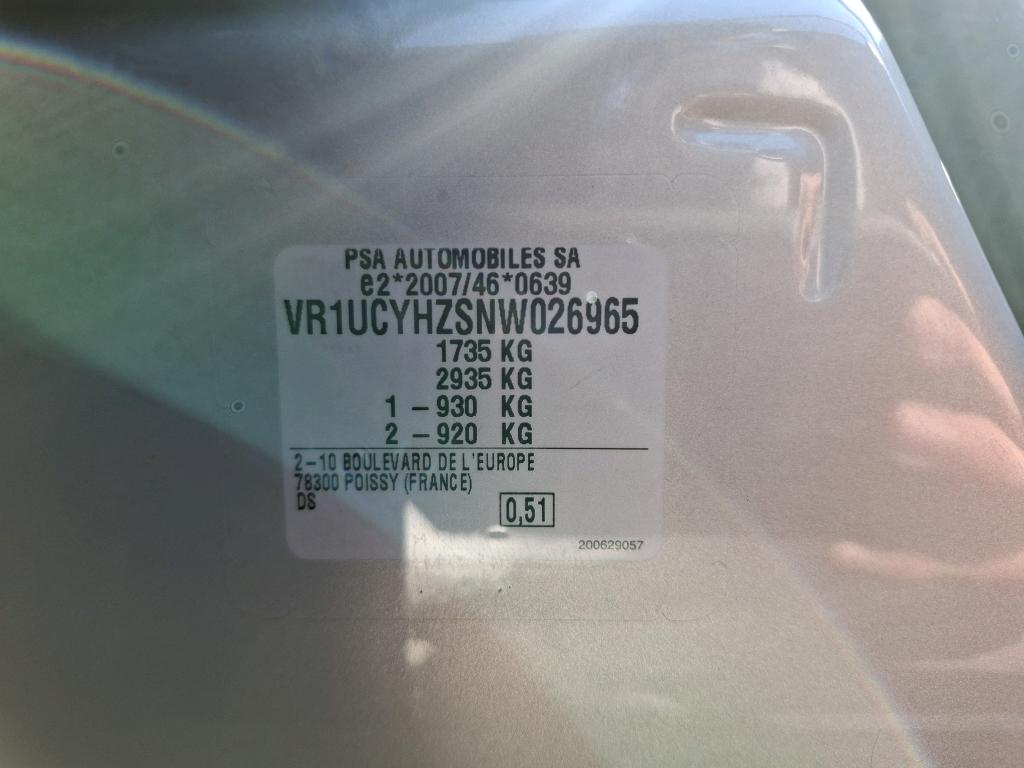 PSA AUTOMOBILES SA
e2*2007/46*0639
VR1UCYHZSNW026965
1735 KG
2935 KG
1 – 930 KG
2 – 920 KG
2–10 BOULEVARD DE L'EUROPE
78300 POISSY (FRANCE)
DS
0,51
200629057